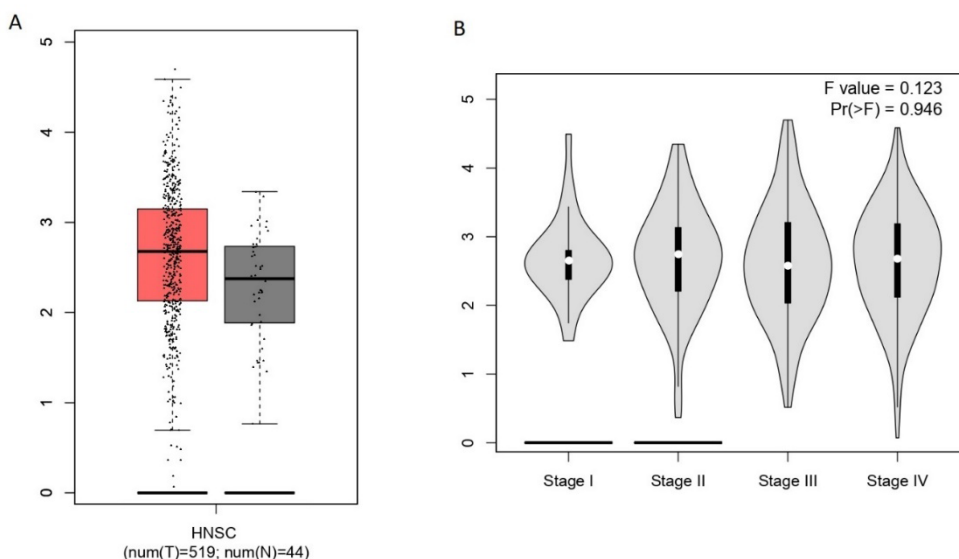 A
5
4
3
2
1
0
HNSC
(num(T)=519; num(N)=44)
B
F value = 0.123
Pr(>F) = 0.946
5
4
3
2
1
0
Stage I
Stage II
Stage III
Stage IV